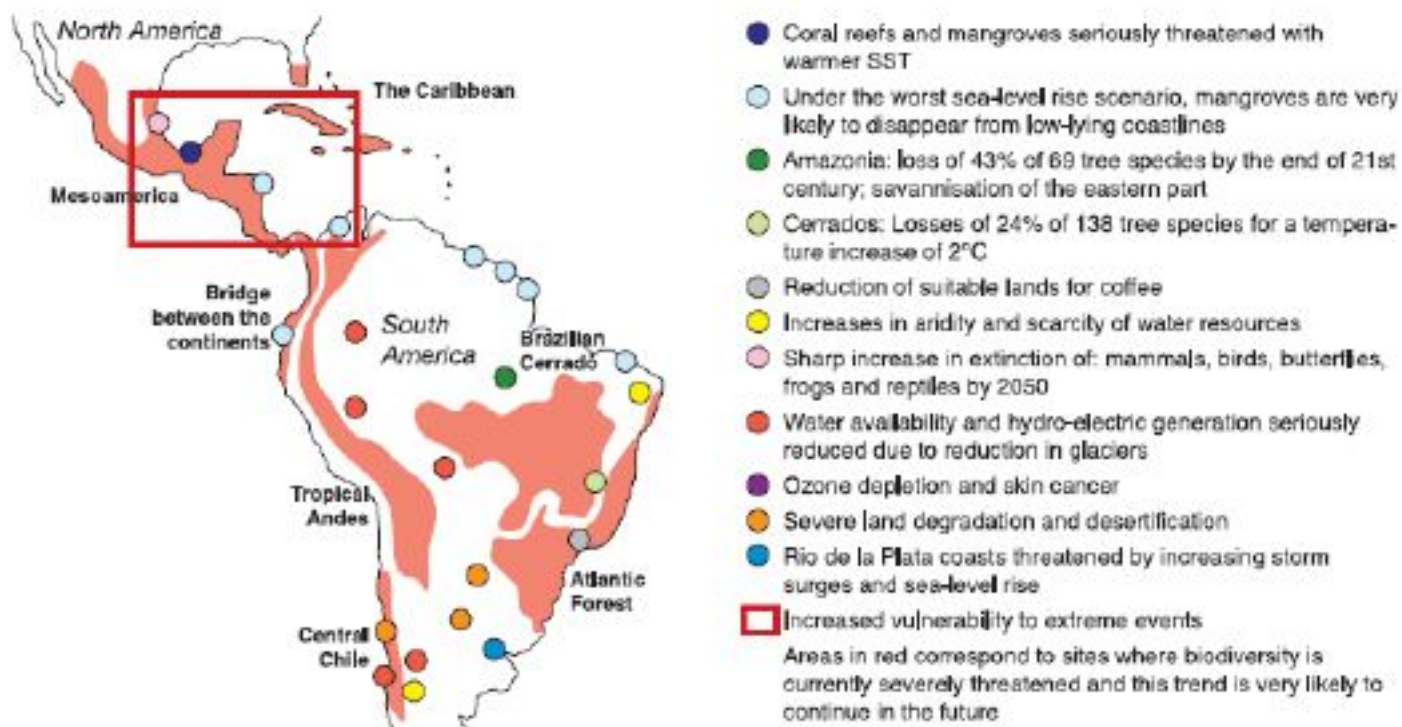 North America
The Caribbean
Mesoamerica
Bridge
between the
continents
South
America
Brazilian
Cerrado
Tropical
Andes
Atlantic
Forest
Central
Chile
Coral reefs and mangroves seriously threatened with
warmer SST
Under the worst sea-level rise scenario, mangroves are very
likely to disappear from low-lying coastlines
Amazonia: loss of 43% of 69 tree species by the end of 21st
century; savannisation of the eastern part
Cerrados: Losses of 24% of 138 tree species for a tempera-
ture increase of 2°C
Reduction of suitable lands for coffee
Increases in aridity and scarcity of water resources
Sharp increase in extinction of: mammals, birds, butterflies,
frogs and reptiles by 2050
Water availability and hydro-electric generation seriously
reduced due to reduction in glaciers
Ozone depletion and skin cancer
Severe land degradation and desertification
Rio de la Plata coasts threatened by increasing storm
surges and sea-level rise
Increased vulnerability to extreme events
Areas in red correspond to sites where biodiversity is
currently severely threatened and this trend is very likely to
continue in the future